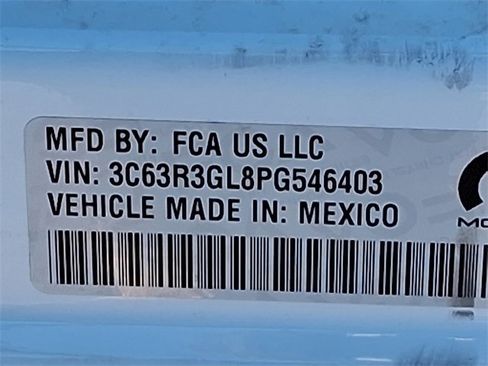 MFD BY: FCA US LLC
VIN: 3C63R3GL8PG546403
VEHICLE MADE IN: MEXICO